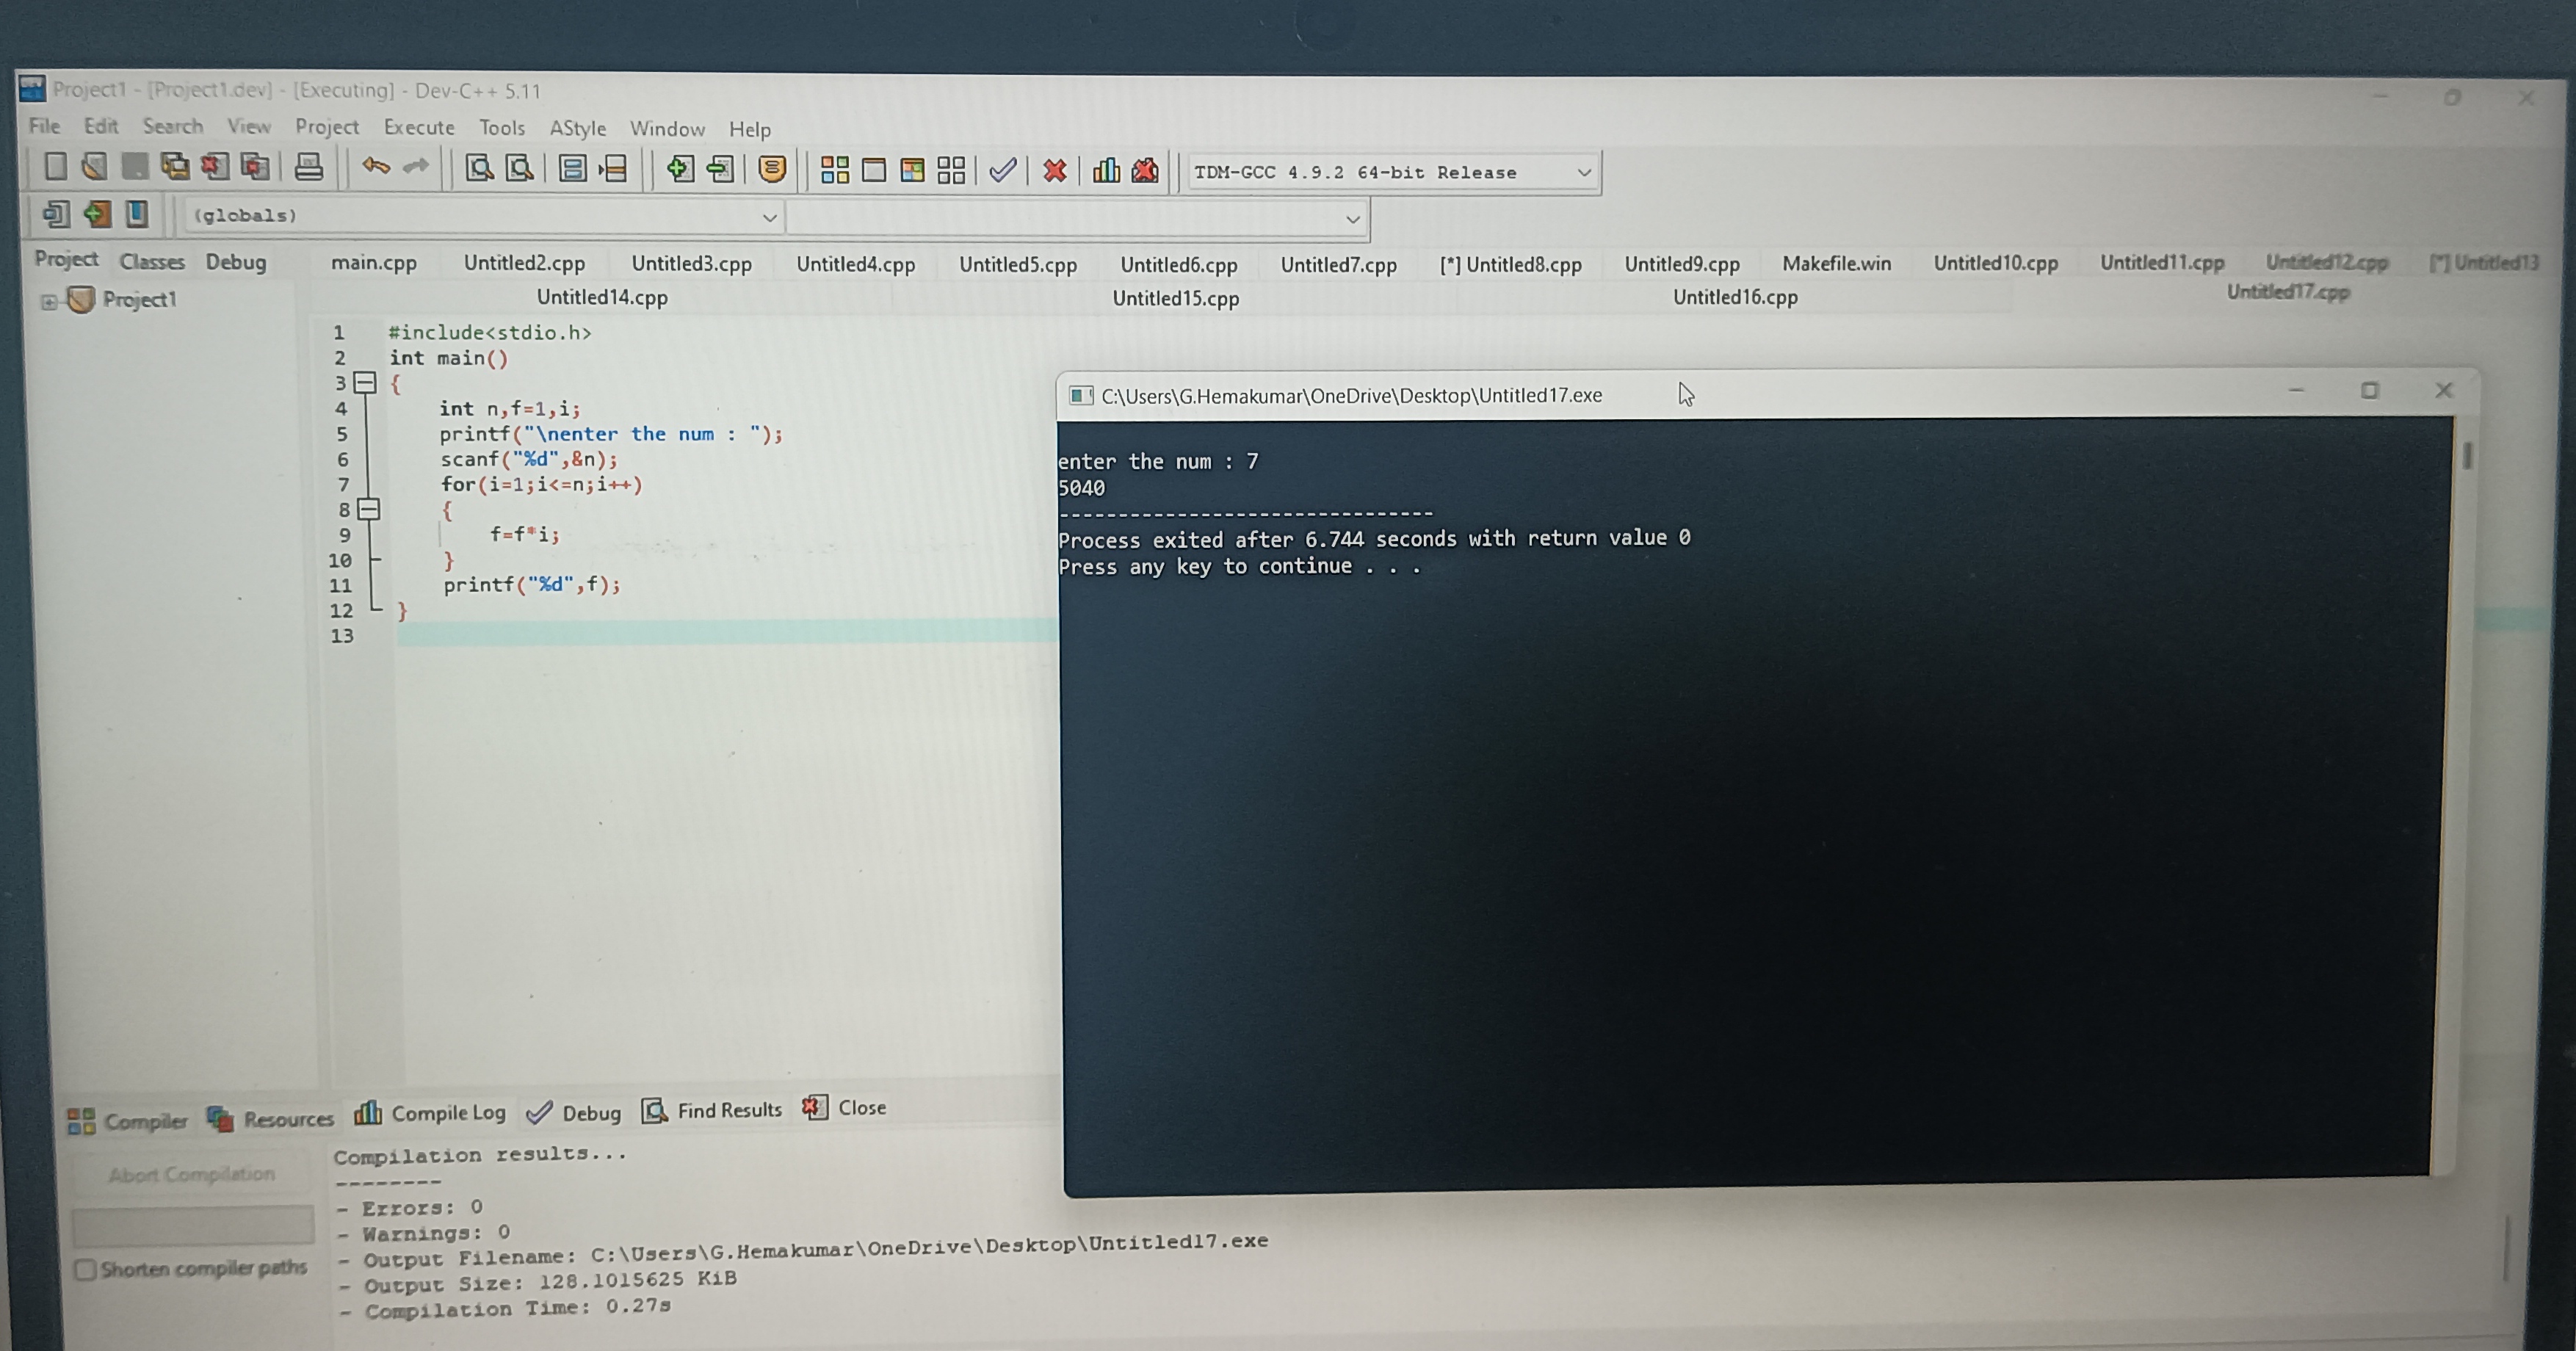 Project1 - [Project1.dev] - [Executing] - Dev-C++ 5.11
File Edit Search View Project Execute Tools AStyle Window Help
TDM-GCC 4.9.2 64-bit Release
(globals)
Project Classes Debug
main.cpp Untitled2.cpp Untitled3.cpp Untitled4.cpp Untitled5.cpp Untitled6.cpp Untitled7.cpp [*] Untitled8.cpp Untitled9.cpp Makefile.win Untitled10.cpp Untitled11.cpp Untitled12.cpp [*] Untitled13
Untitled14.cpp Untitled15.cpp Untitled16.cpp Untitled17.cpp
Project1
1 #include<stdio.h>
2 int main()
3 {
4 int n,f=1,i;
5 printf("\nenter the num : ");
6 scanf("%d",&n);
7 for(i=1;i<=n;i++)
8 {
9 f=f*i;
10 }
11 printf("%d",f);
12 }
13
C:\Users\G.Hemakumar\OneDrive\Desktop\Untitled17.exe
enter the num : 7
5040
--------------------------------
Process exited after 6.744 seconds with return value 0
Press any key to continue . . .
Compiler Resources Compile Log Debug Find Results Close
Abort Compilation
Shorten compiler paths
Compilation results...
--------
- Errors: 0
- Warnings: 0
- Output Filename: C:\Users\G.Hemakumar\OneDrive\Desktop\Untitled17.exe
- Output Size: 128.1015625 KiB
- Compilation Time: 0.27s